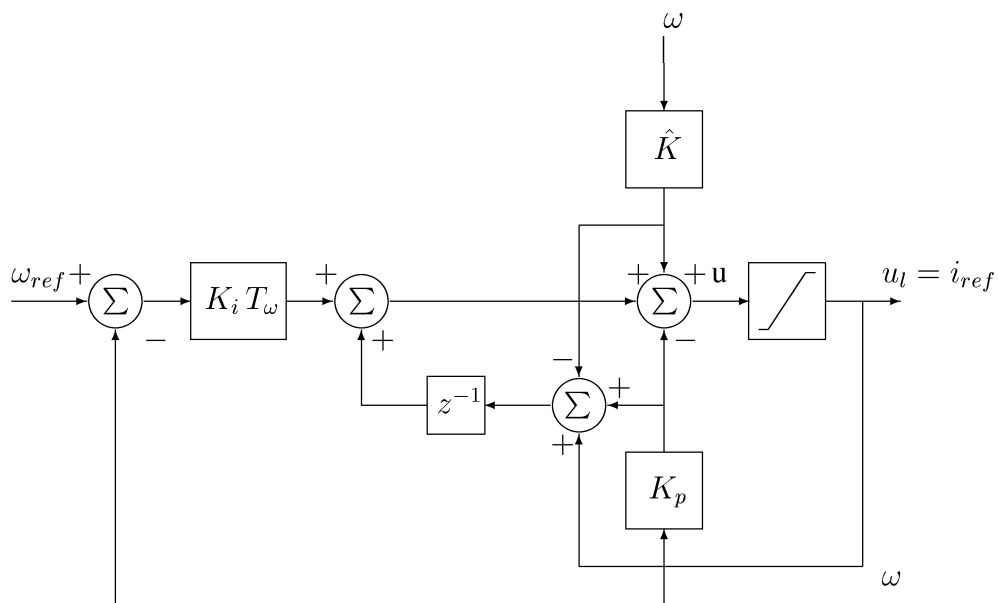 ω
K̂
ω_ref + + + + u u_l = i_ref
Σ K_i T_ω Σ Σ
− + −
− +
z⁻¹ Σ
+
K_p
ω